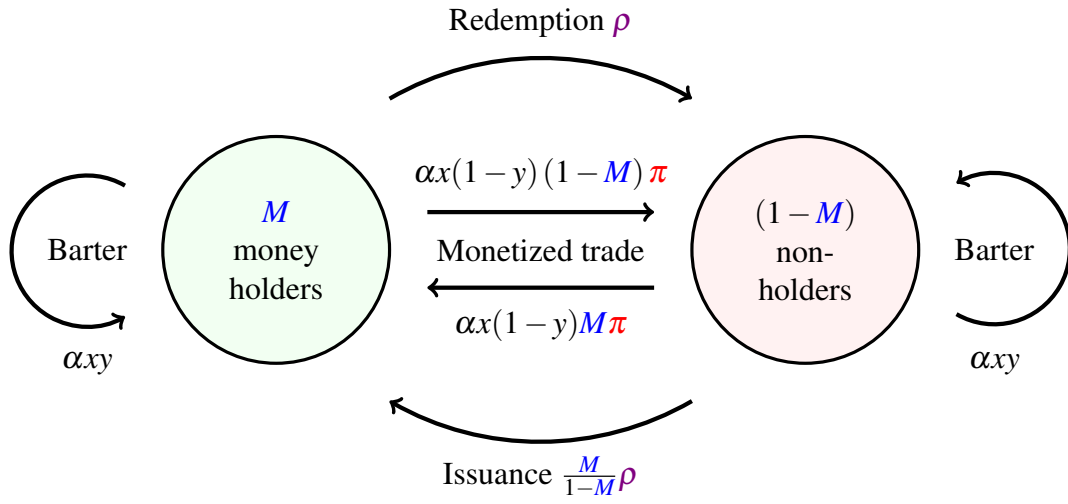 Redemption ρ
αx(1 − y) (1 − M) π
M
money
holders
(1 − M)
non-
holders
Barter
Monetized trade
Barter
αx(1 − y)Mπ
αxy
αxy
Issuance \frac{M}{1−M}ρ